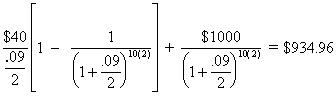 $40/(.09/2) [1 - 1/(1+.09/2)^10(2)] + $1000/(1+.09/2)^10(2) = $934.96